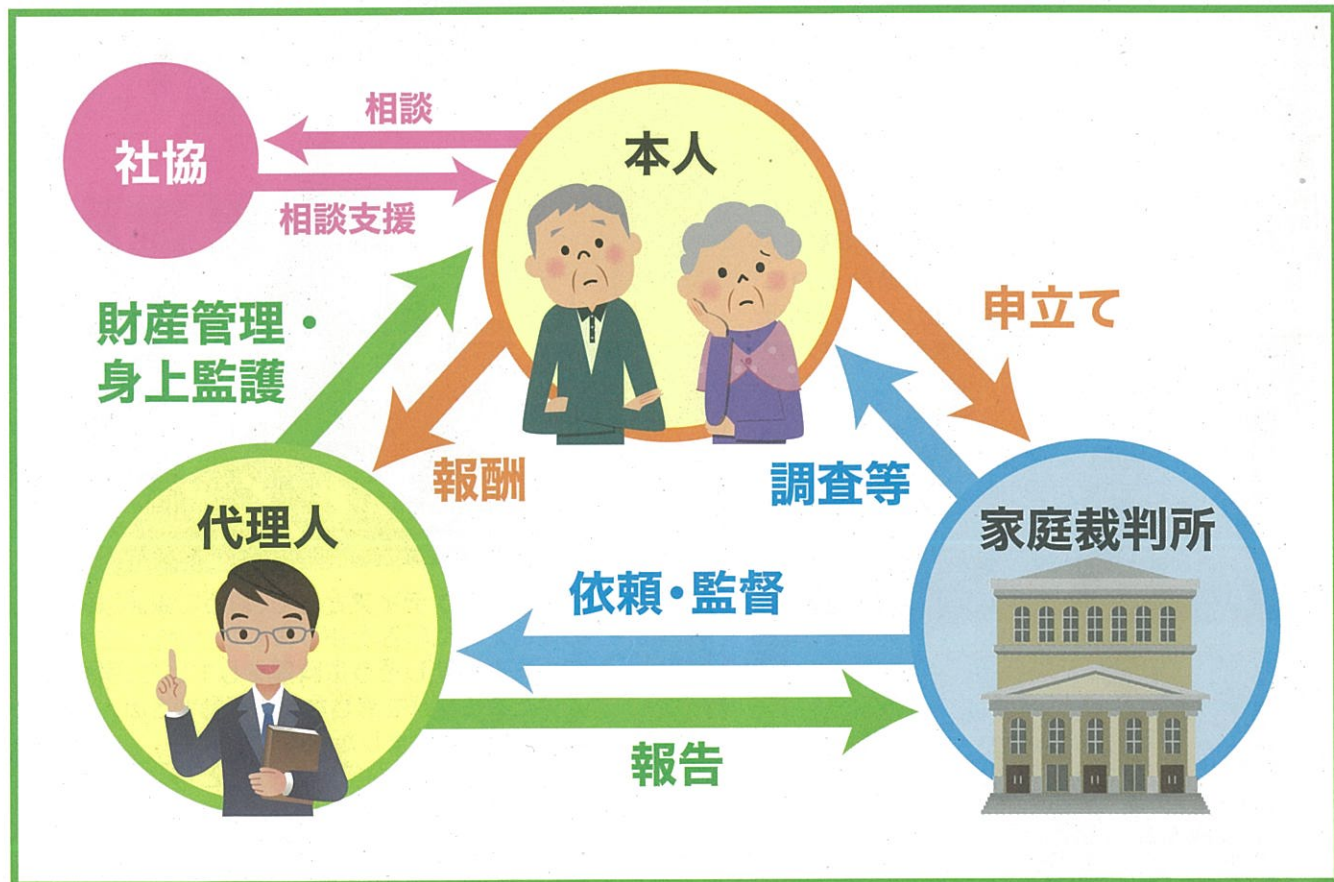 相談
社協
本人
相談支援
申立て
財産管理・
身上監護
報酬
調査等
代理人
家庭裁判所
依頼・監督
報告